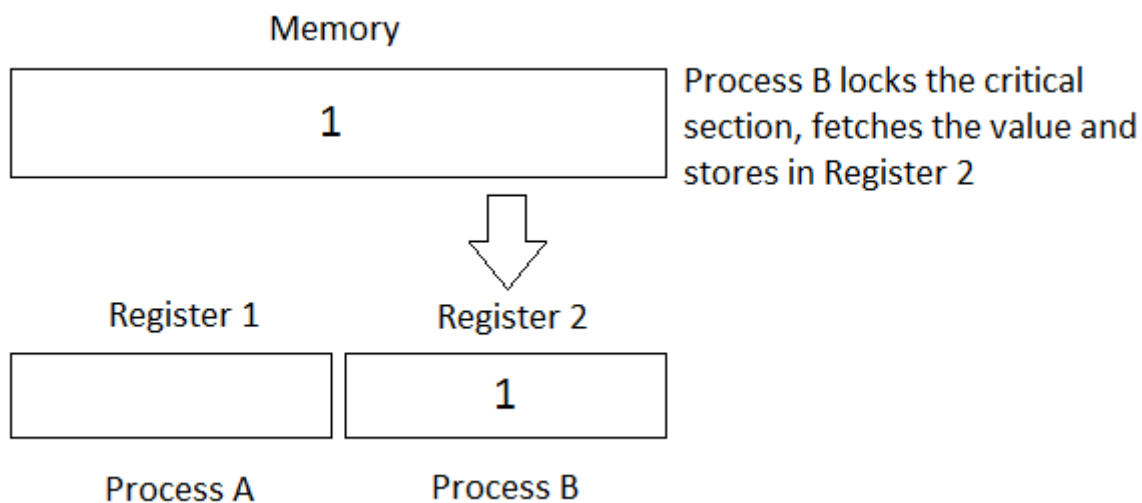 Memory
1
Process B locks the critical
section, fetches the value and
stores in Register 2
Register 1
Register 2
1
Process A
Process B